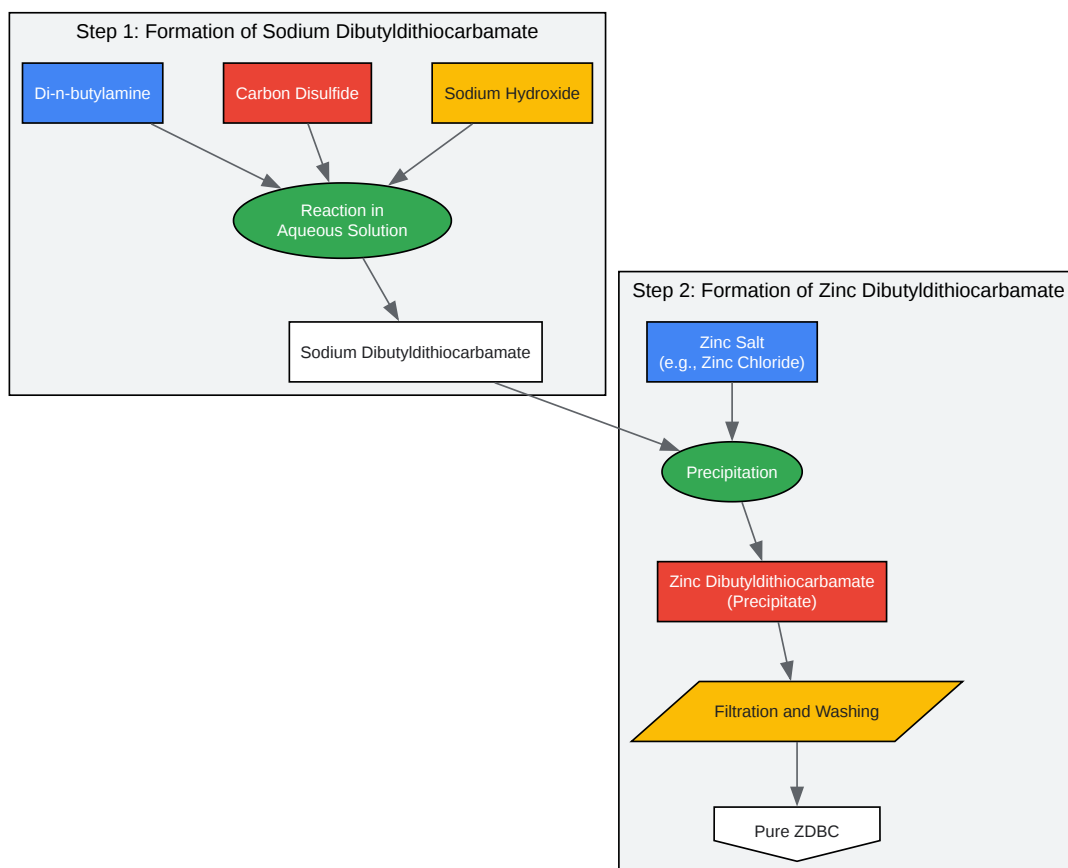 Step 1: Formation of Sodium Dibutyldithiocarbamate
Di-n-butylamine
Carbon Disulfide
Sodium Hydroxide
Reaction in
Aqueous Solution
Sodium Dibutyldithiocarbamate
Step 2: Formation of Zinc Dibutyldithiocarbamate
Zinc Salt
(e.g., Zinc Chloride)
Precipitation
Zinc Dibutyldithiocarbamate
(Precipitate)
Filtration and Washing
Pure ZDBC